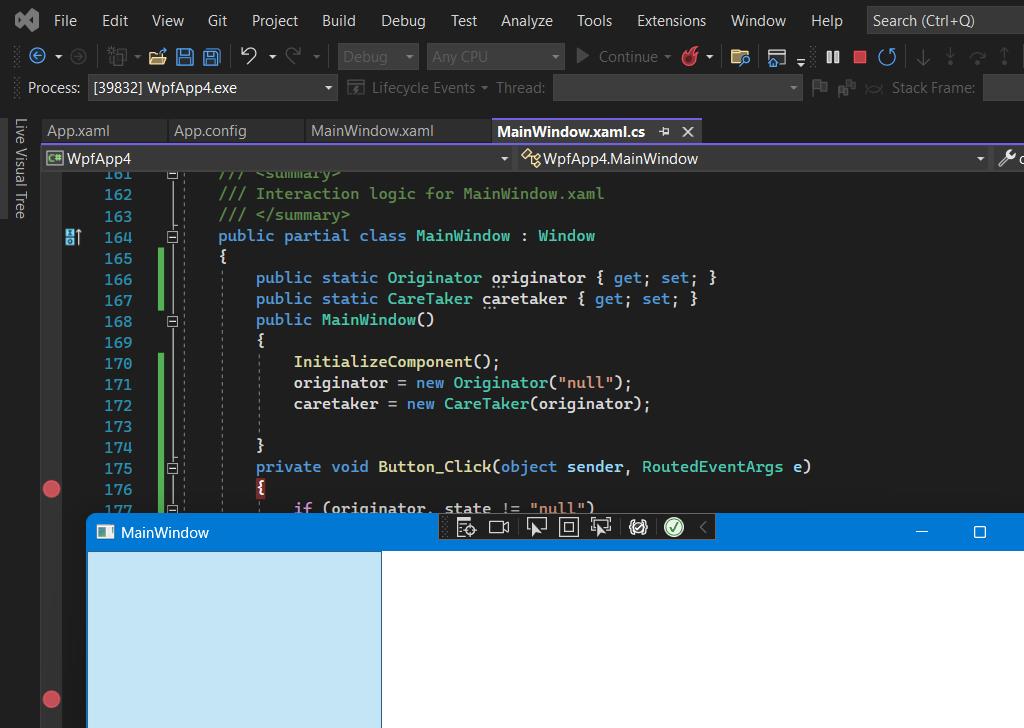 File Edit View Git Project Build Debug Test Analyze Tools Extensions Window Help Search (Ctrl+Q)
Debug Any CPU Continue
Process: [39832] WpfApp4.exe Lifecycle Events Thread: Stack Frame:
Live Visual Tree
App.xaml App.config MainWindow.xaml MainWindow.xaml.cs
C# WpfApp4 WpfApp4.MainWindow
161 /// <summary>
162 /// Interaction logic for MainWindow.xaml
163 /// </summary>
164 public partial class MainWindow : Window
165 {
166 public static Originator originator { get; set; }
167 public static CareTaker caretaker { get; set; }
168 public MainWindow()
169 {
170 InitializeComponent();
171 originator = new Originator("null");
172 caretaker = new CareTaker(originator);
173
174 }
175 private void Button_Click(object sender, RoutedEventArgs e)
176 {
177 if (originator._state != "null")
MainWindow